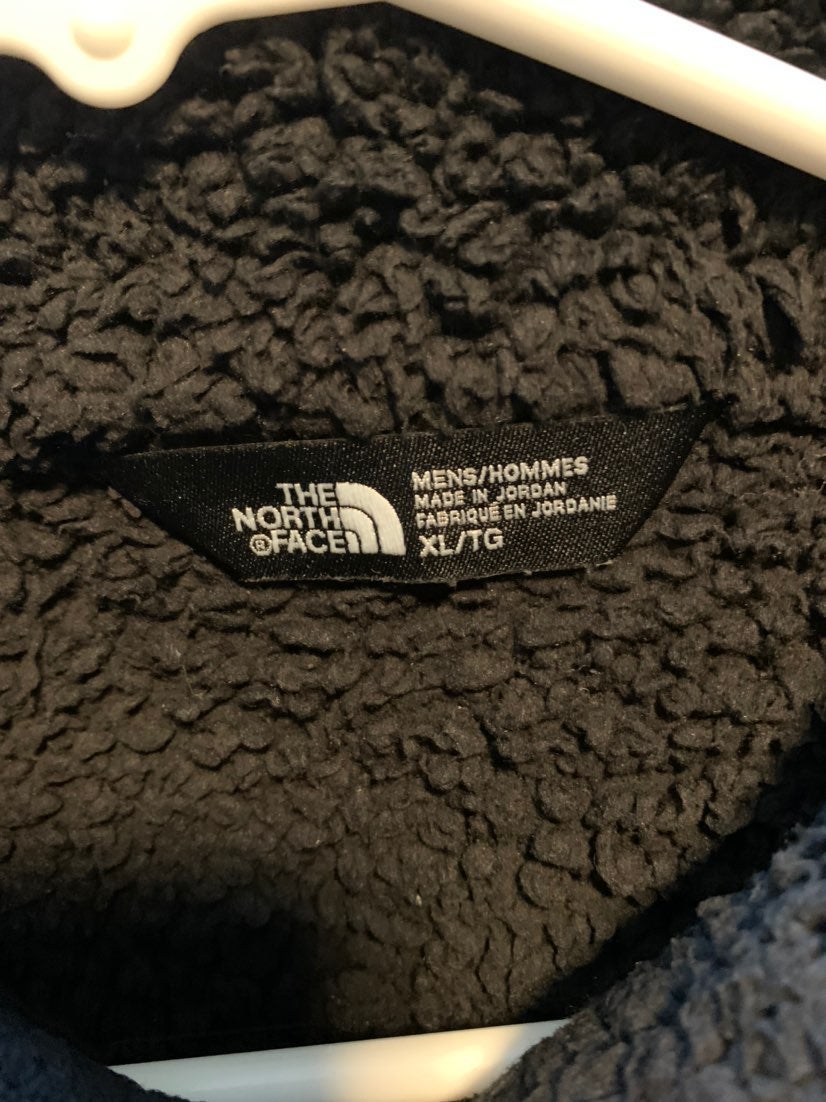 THE
NORTH
®FACE
MENS/HOMMES
MADE IN JORDAN
FABRIQUÉ EN JORDANIE
XL/TG